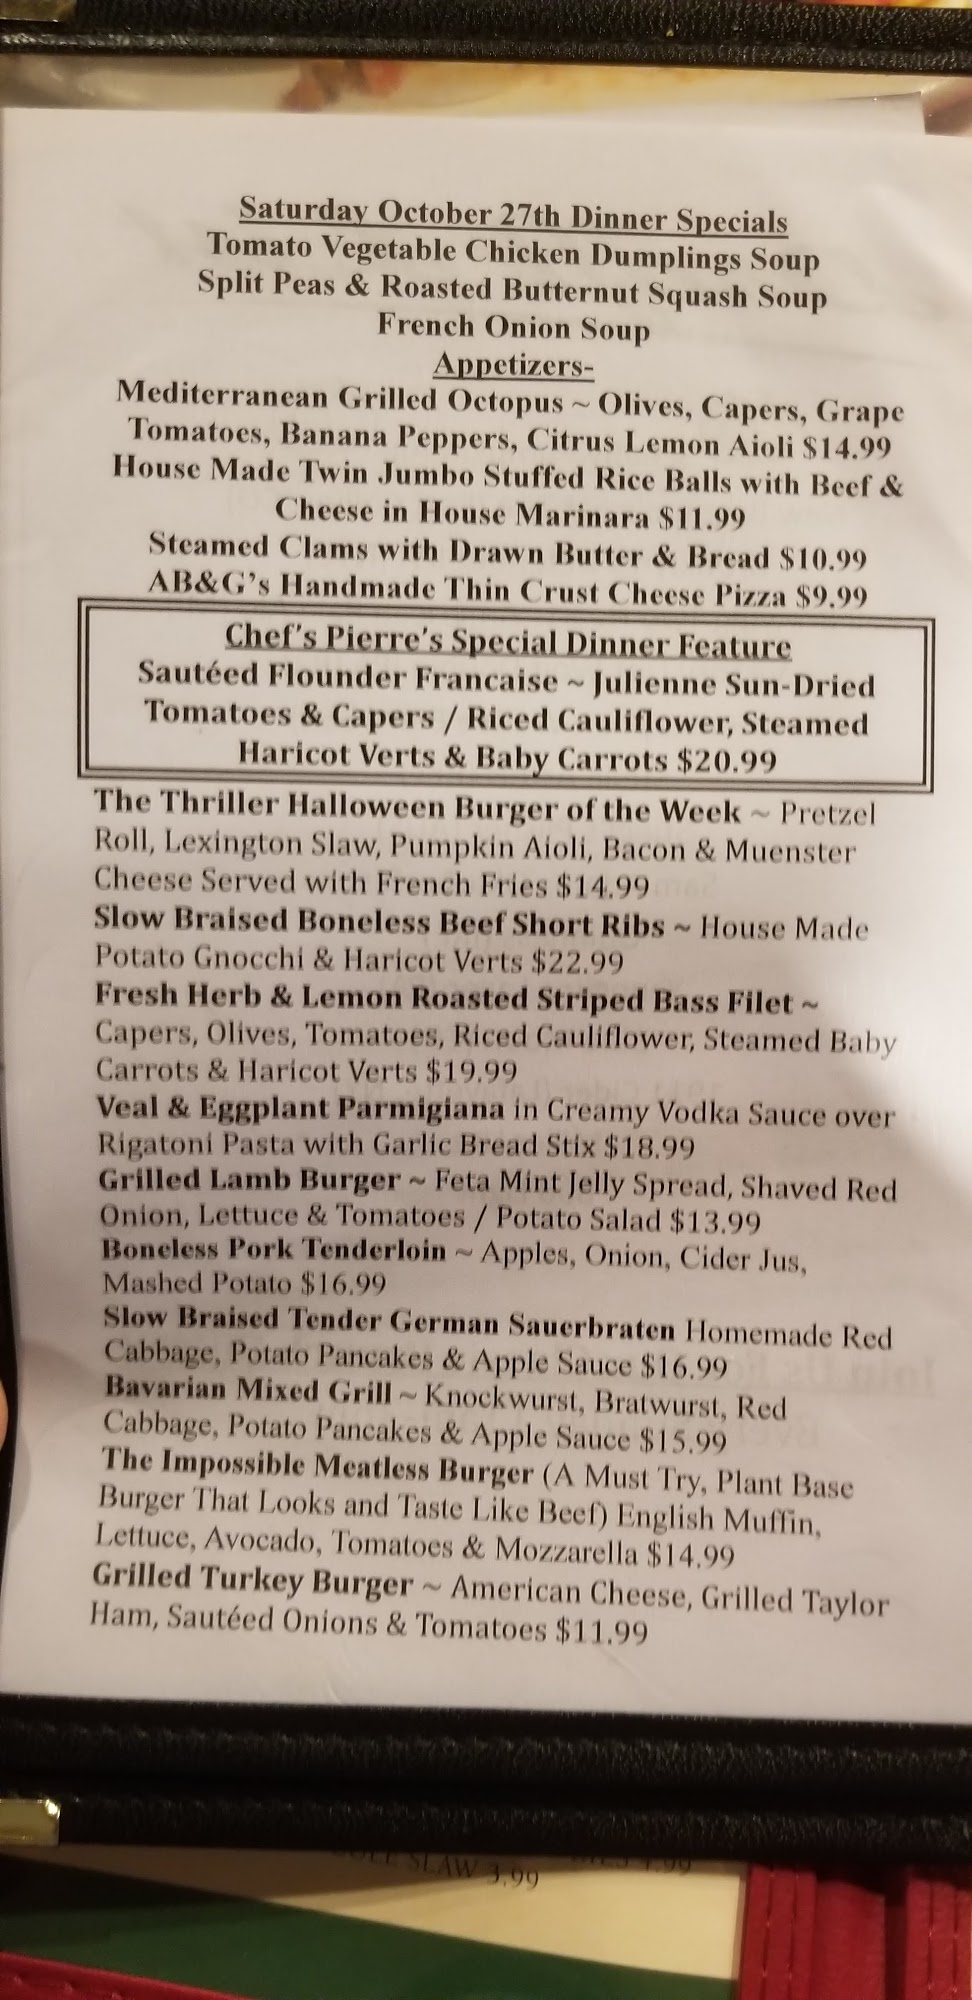 Saturday October 27th Dinner Specials
Tomato Vegetable Chicken Dumplings Soup
Split Peas & Roasted Butternut Squash Soup
French Onion Soup
Appetizers-
Mediterranean Grilled Octopus ~ Olives, Capers, Grape
Tomatoes, Banana Peppers, Citrus Lemon Aioli $14.99
House Made Twin Jumbo Stuffed Rice Balls with Beef &
Cheese in House Marinara $11.99
Steamed Clams with Drawn Butter & Bread $10.99
AB&G's Handmade Thin Crust Cheese Pizza $9.99
Chef's Pierre's Special Dinner Feature
Sautéed Flounder Francaise ~ Julienne Sun-Dried
Tomatoes & Capers / Riced Cauliflower, Steamed
Haricot Verts & Baby Carrots $20.99
The Thriller Halloween Burger of the Week ~ Pretzel
Roll, Lexington Slaw, Pumpkin Aioli, Bacon & Muenster
Cheese Served with French Fries $14.99
Slow Braised Boneless Beef Short Ribs ~ House Made
Potato Gnocchi & Haricot Verts $22.99
Fresh Herb & Lemon Roasted Striped Bass Filet ~
Capers, Olives, Tomatoes, Riced Cauliflower, Steamed Baby
Carrots & Haricot Verts $19.99
Veal & Eggplant Parmigiana in Creamy Vodka Sauce over
Rigatoni Pasta with Garlic Bread Stix $18.99
Grilled Lamb Burger ~ Feta Mint Jelly Spread, Shaved Red
Onion, Lettuce & Tomatoes / Potato Salad $13.99
Boneless Pork Tenderloin ~ Apples, Onion, Cider Jus,
Mashed Potato $16.99
Slow Braised Tender German Sauerbraten Homemade Red
Cabbage, Potato Pancakes & Apple Sauce $16.99
Bavarian Mixed Grill ~ Knockwurst, Bratwurst, Red
Cabbage, Potato Pancakes & Apple Sauce $15.99
The Impossible Meatless Burger (A Must Try, Plant Base
Burger That Looks and Taste Like Beef) English Muffin,
Lettuce, Avocado, Tomatoes & Mozzarella $14.99
Grilled Turkey Burger ~ American Cheese, Grilled Taylor
Ham, Sautéed Onions & Tomatoes $11.99
SLAW 3.99